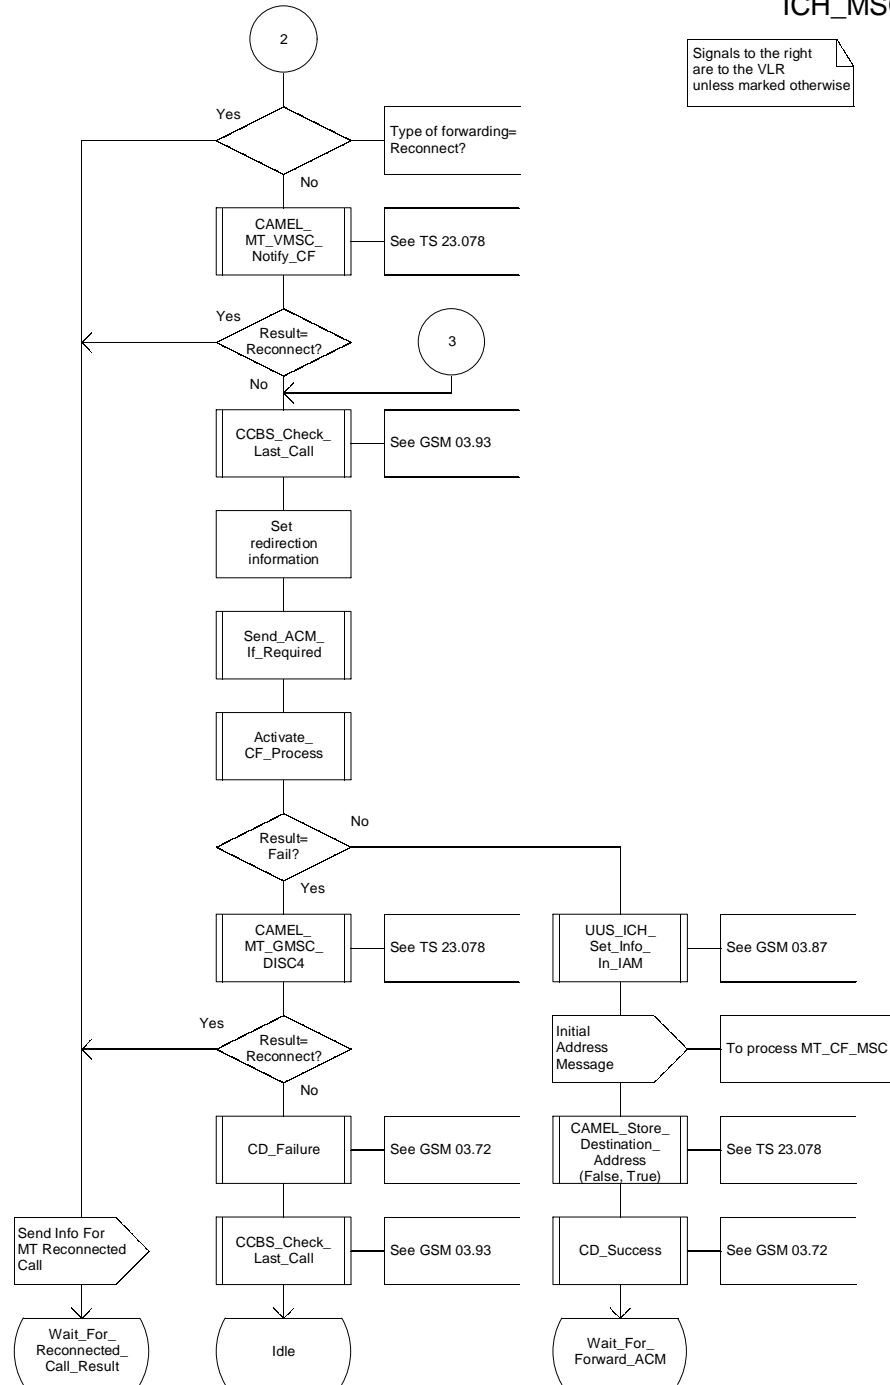 ICH_MSC
Signals to the right
are to the VLR
unless marked otherwise
2
Yes
Type of forwarding=
Reconnect?
No
CAMEL_
MT_VMSC_
Notify_CF
See TS 23.078
Yes
Result=
Reconnect?
3
No
CCBS_Check_
Last_Call
See GSM 03.93
Set
redirection
information
Send_ACM_
If_Required
Activate_
CF_Process
No
Result=
Fail?
Yes
CAMEL_
MT_GMSC_
DISC4
See TS 23.078
UUS_ICH_
Set_Info_
In_IAM
See GSM 03.87
Yes
Result=
Reconnect?
Initial
Address
Message
To process MT_CF_MSC
No
CD_Failure
See GSM 03.72
CAMEL_Store_
Destination_
Address
(False, True)
See TS 23.078
Send Info For
MT Reconnected
Call
CCBS_Check_
Last_Call
See GSM 03.93
CD_Success
See GSM 03.72
Wait_For_
Reconnected_
Call_Result
Idle
Wait_For_
Forward_ACM